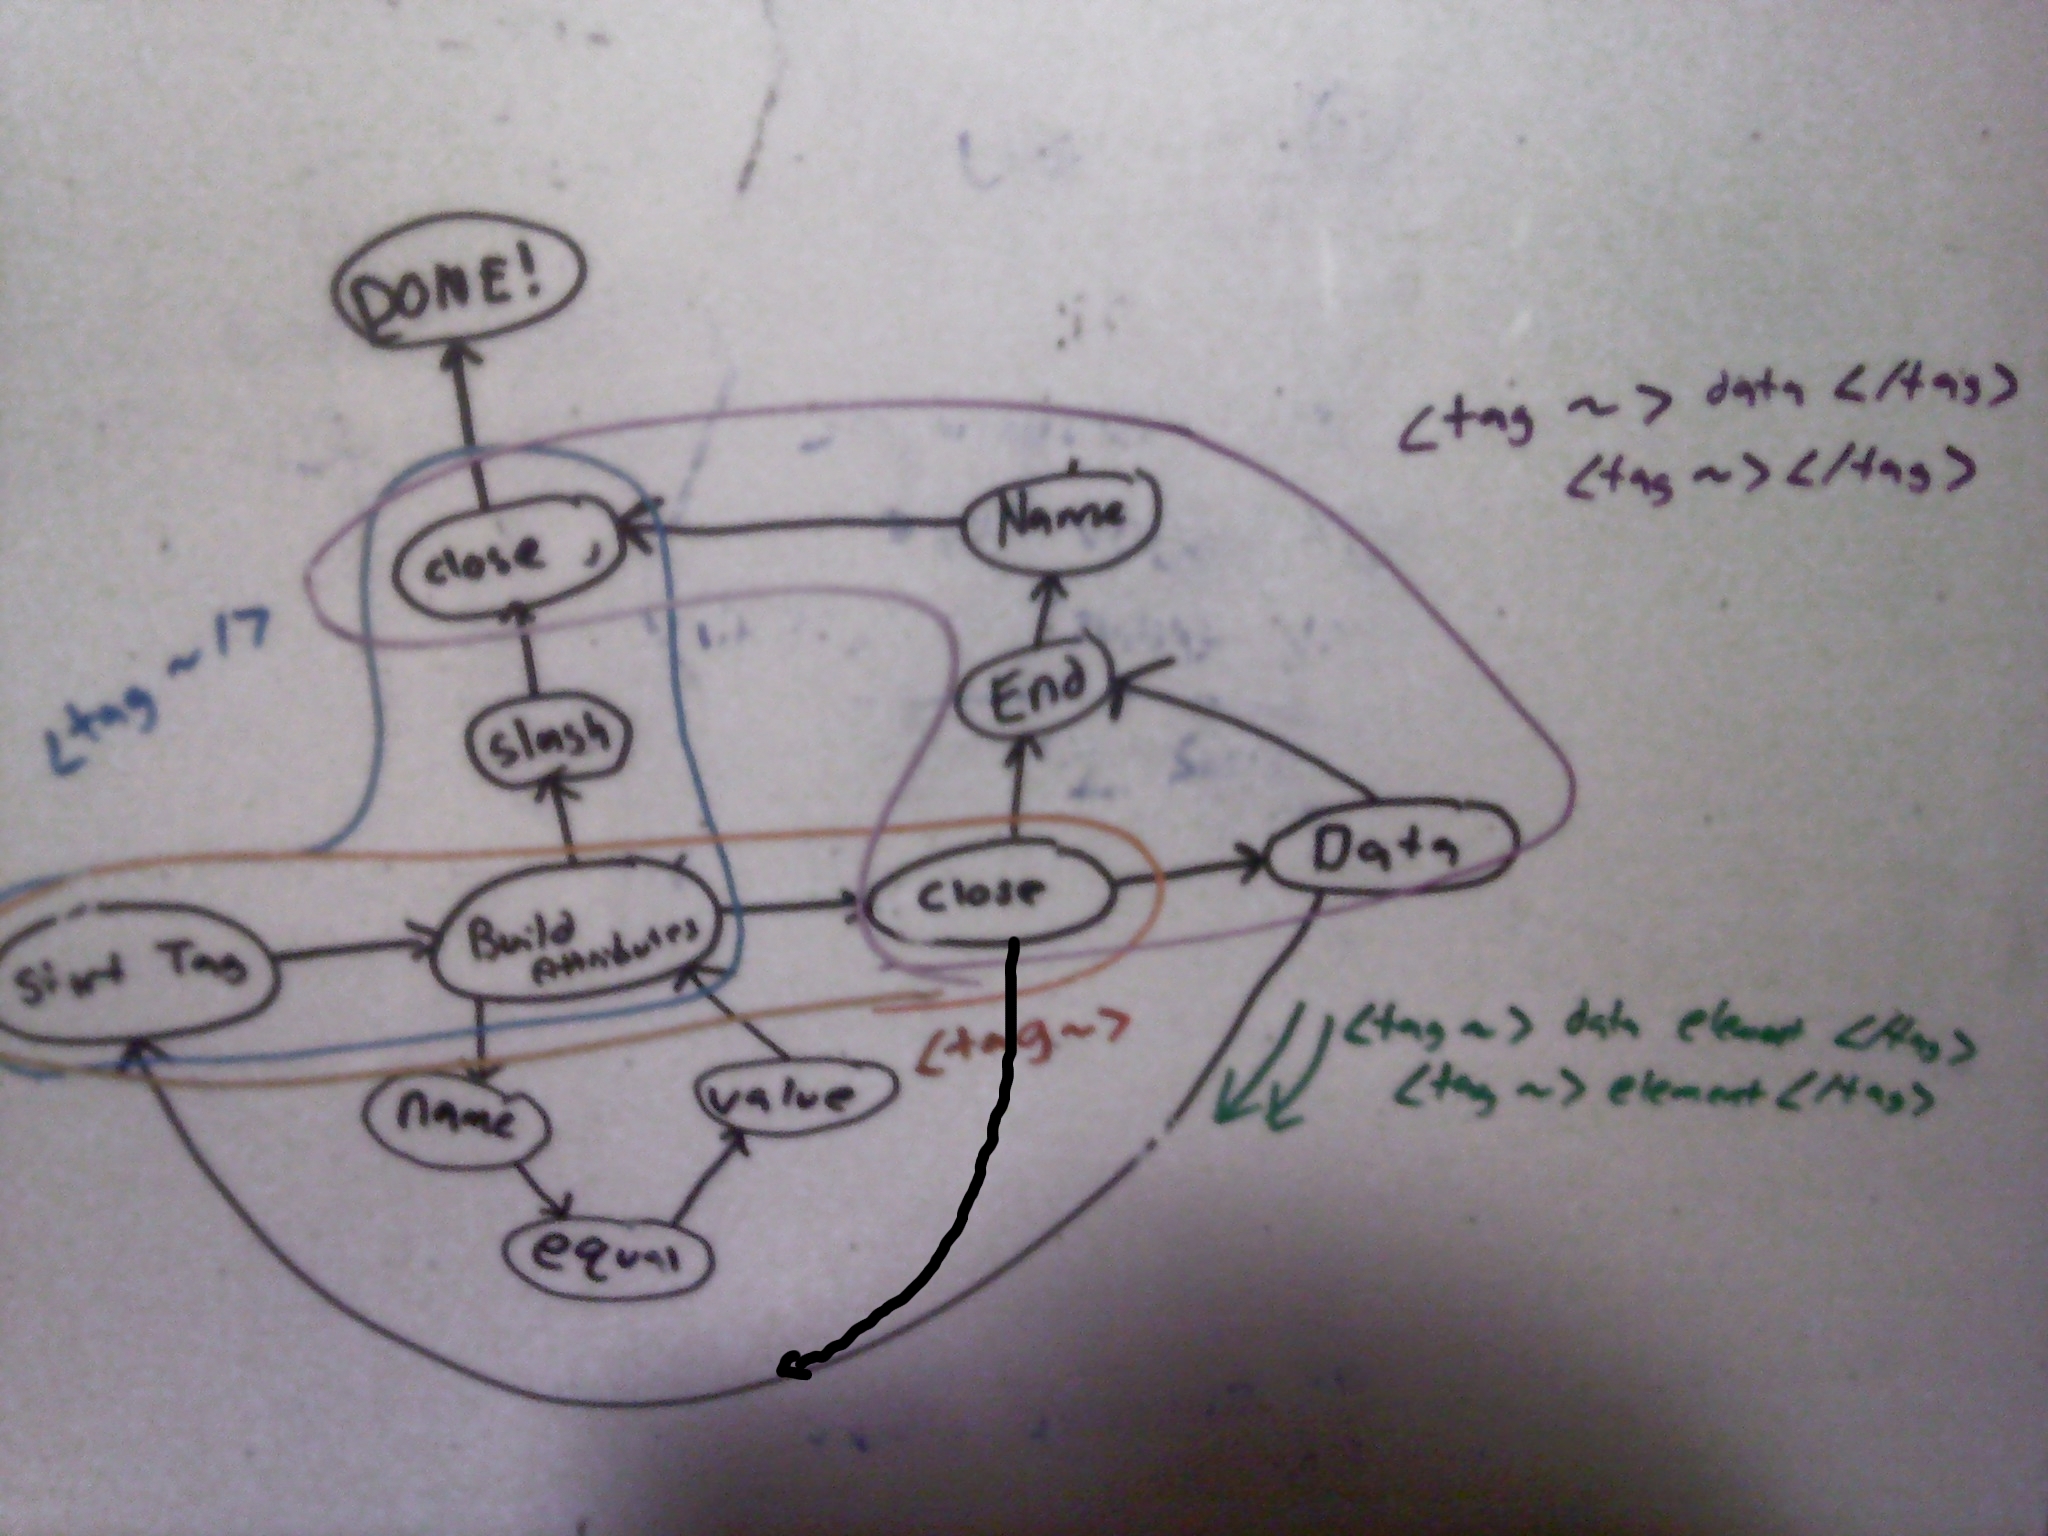 DONE!
<tag ~> data </tag>
<tag ~></tag>
Name
close
<tag ~ />
End
slash
Data
close
Build
Attributes
Start Tag
<tag ~>
<tag ~> data element </tag>
<tag ~> element </tag>
name
value
equal